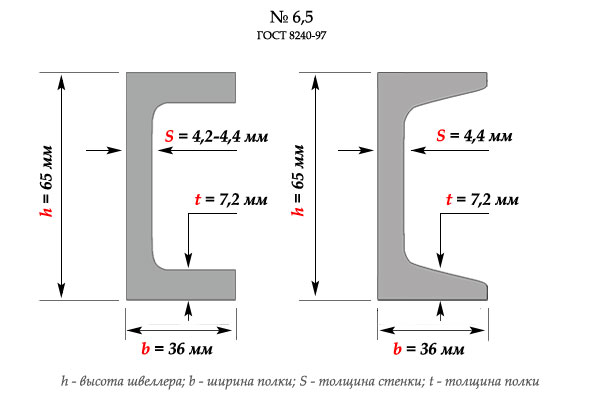 № 6,5
ГОСТ 8240-97
S = 4,2-4,4 мм
h = 65 мм
t = 7,2 мм
b = 36 мм
S = 4,4 мм
h = 65 мм
t = 7,2 мм
b = 36 мм
h - высота швеллера; b - ширина полки; S - толщина стенки; t - толщина полки